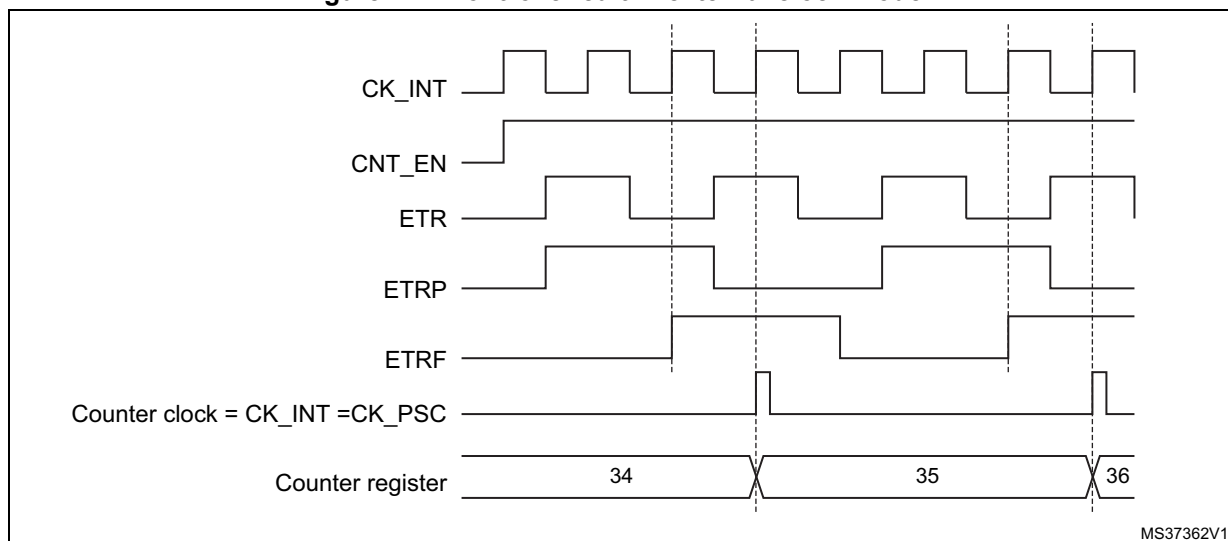 CK_INT
CNT_EN
ETR
ETRP
ETRF
Counter clock = CK_INT =CK_PSC
Counter register
34
35
36
MS37362V1